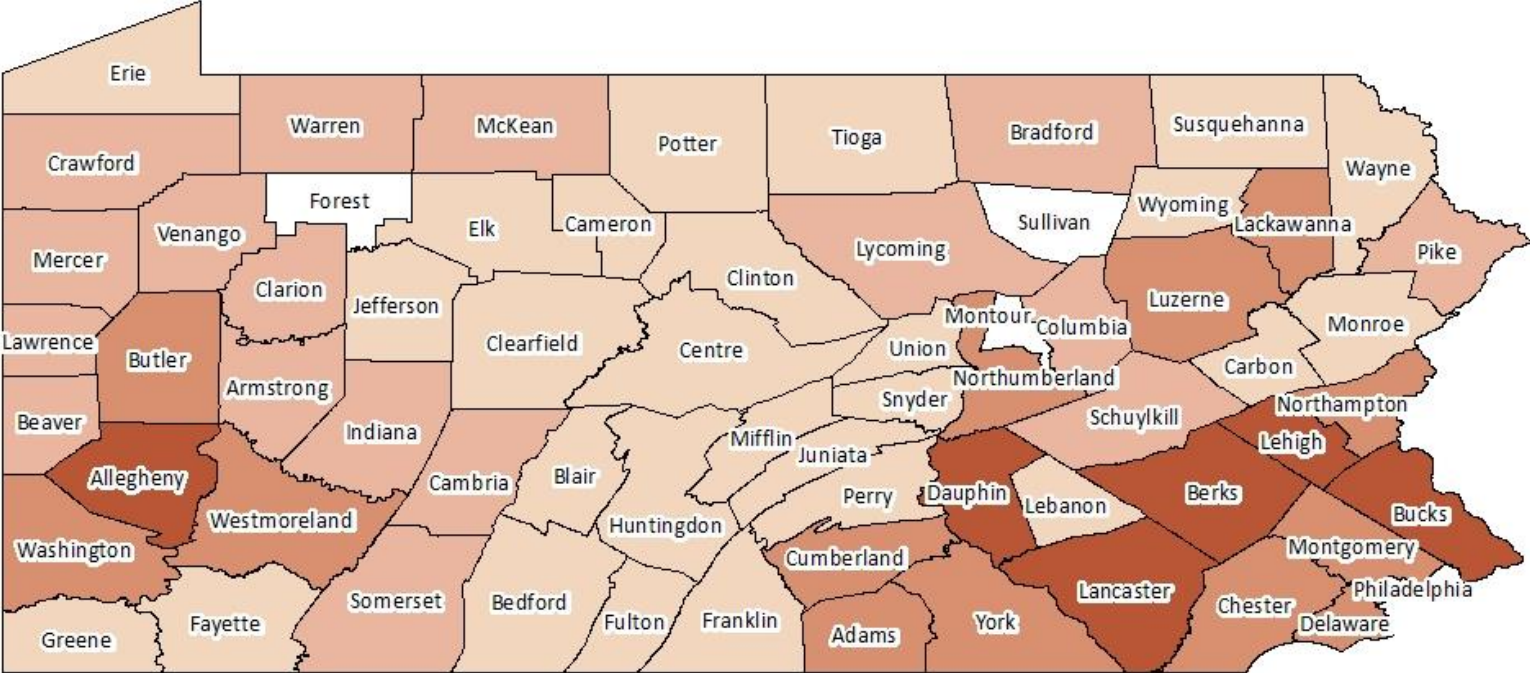 Erie
Warren
McKean
Potter
Tioga
Bradford
Susquehanna
Wayne
Crawford
Forest
Venango
Elk
Cameron
Wyoming
Sullivan
Lackawanna
Mercer
Lycoming
Pike
Clarion
Clinton
Jefferson
Luzerne
Montour
Columbia
Monroe
Lawrence
Butler
Clearfield
Centre
Union
Carbon
Armstrong
Northumberland
Snyder
Northampton
Beaver
Indiana
Schuylkill
Mifflin
Lehigh
Juniata
Allegheny
Cambria
Blair
Perry
Dauphin
Lebanon
Berks
Bucks
Westmoreland
Huntingdon
Washington
Cumberland
Montgomery
Philadelphia
Somerset
Bedford
Lancaster
Chester
Fayette
Fulton
Franklin
York
Delaware
Greene
Adams